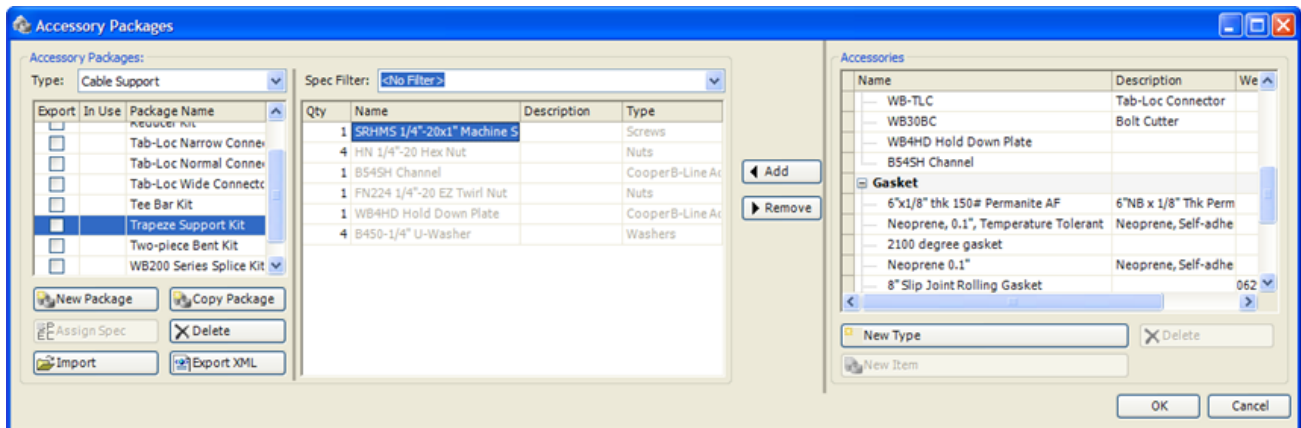 Accessory Packages
Accessory Packages:
Type: Cable Support
Export In Use Package Name
Reducer Kit
Tab-Loc Narrow Conne
Tab-Loc Normal Conne
Tab-Loc Wide Connecto
Tee Bar Kit
Trapeze Support Kit
Two-piece Bent Kit
WB200 Series Splice Kit
New Package Copy Package
Assign Spec Delete
Import Export XML
Spec Filter: <No Filter>
Qty Name Description Type
1 SRHMS 1/4"-20x1" Machine S Screws
4 HN 1/4"-20 Hex Nut Nuts
1 B54SH Channel CooperB-Line Ac
1 FN224 1/4"-20 EZ Twirl Nut Nuts
1 WB4HD Hold Down Plate CooperB-Line Ac
4 B450-1/4" U-Washer Washers
Add
Remove
Accessories
Name Description We
WB-TLC Tab-Loc Connector
WB30BC Bolt Cutter
WB4HD Hold Down Plate
B54SH Channel
Gasket
6"x1/8" thk 150# Permanite AF 6"NB x 1/8" Thk Perm
Neoprene, 0.1", Temperature Tolerant Neoprene, Self-adhe
2100 degree gasket
Neoprene 0.1" Neoprene, Self-adhe
8" Slip Joint Rolling Gasket 062
New Type Delete
New Item
OK Cancel